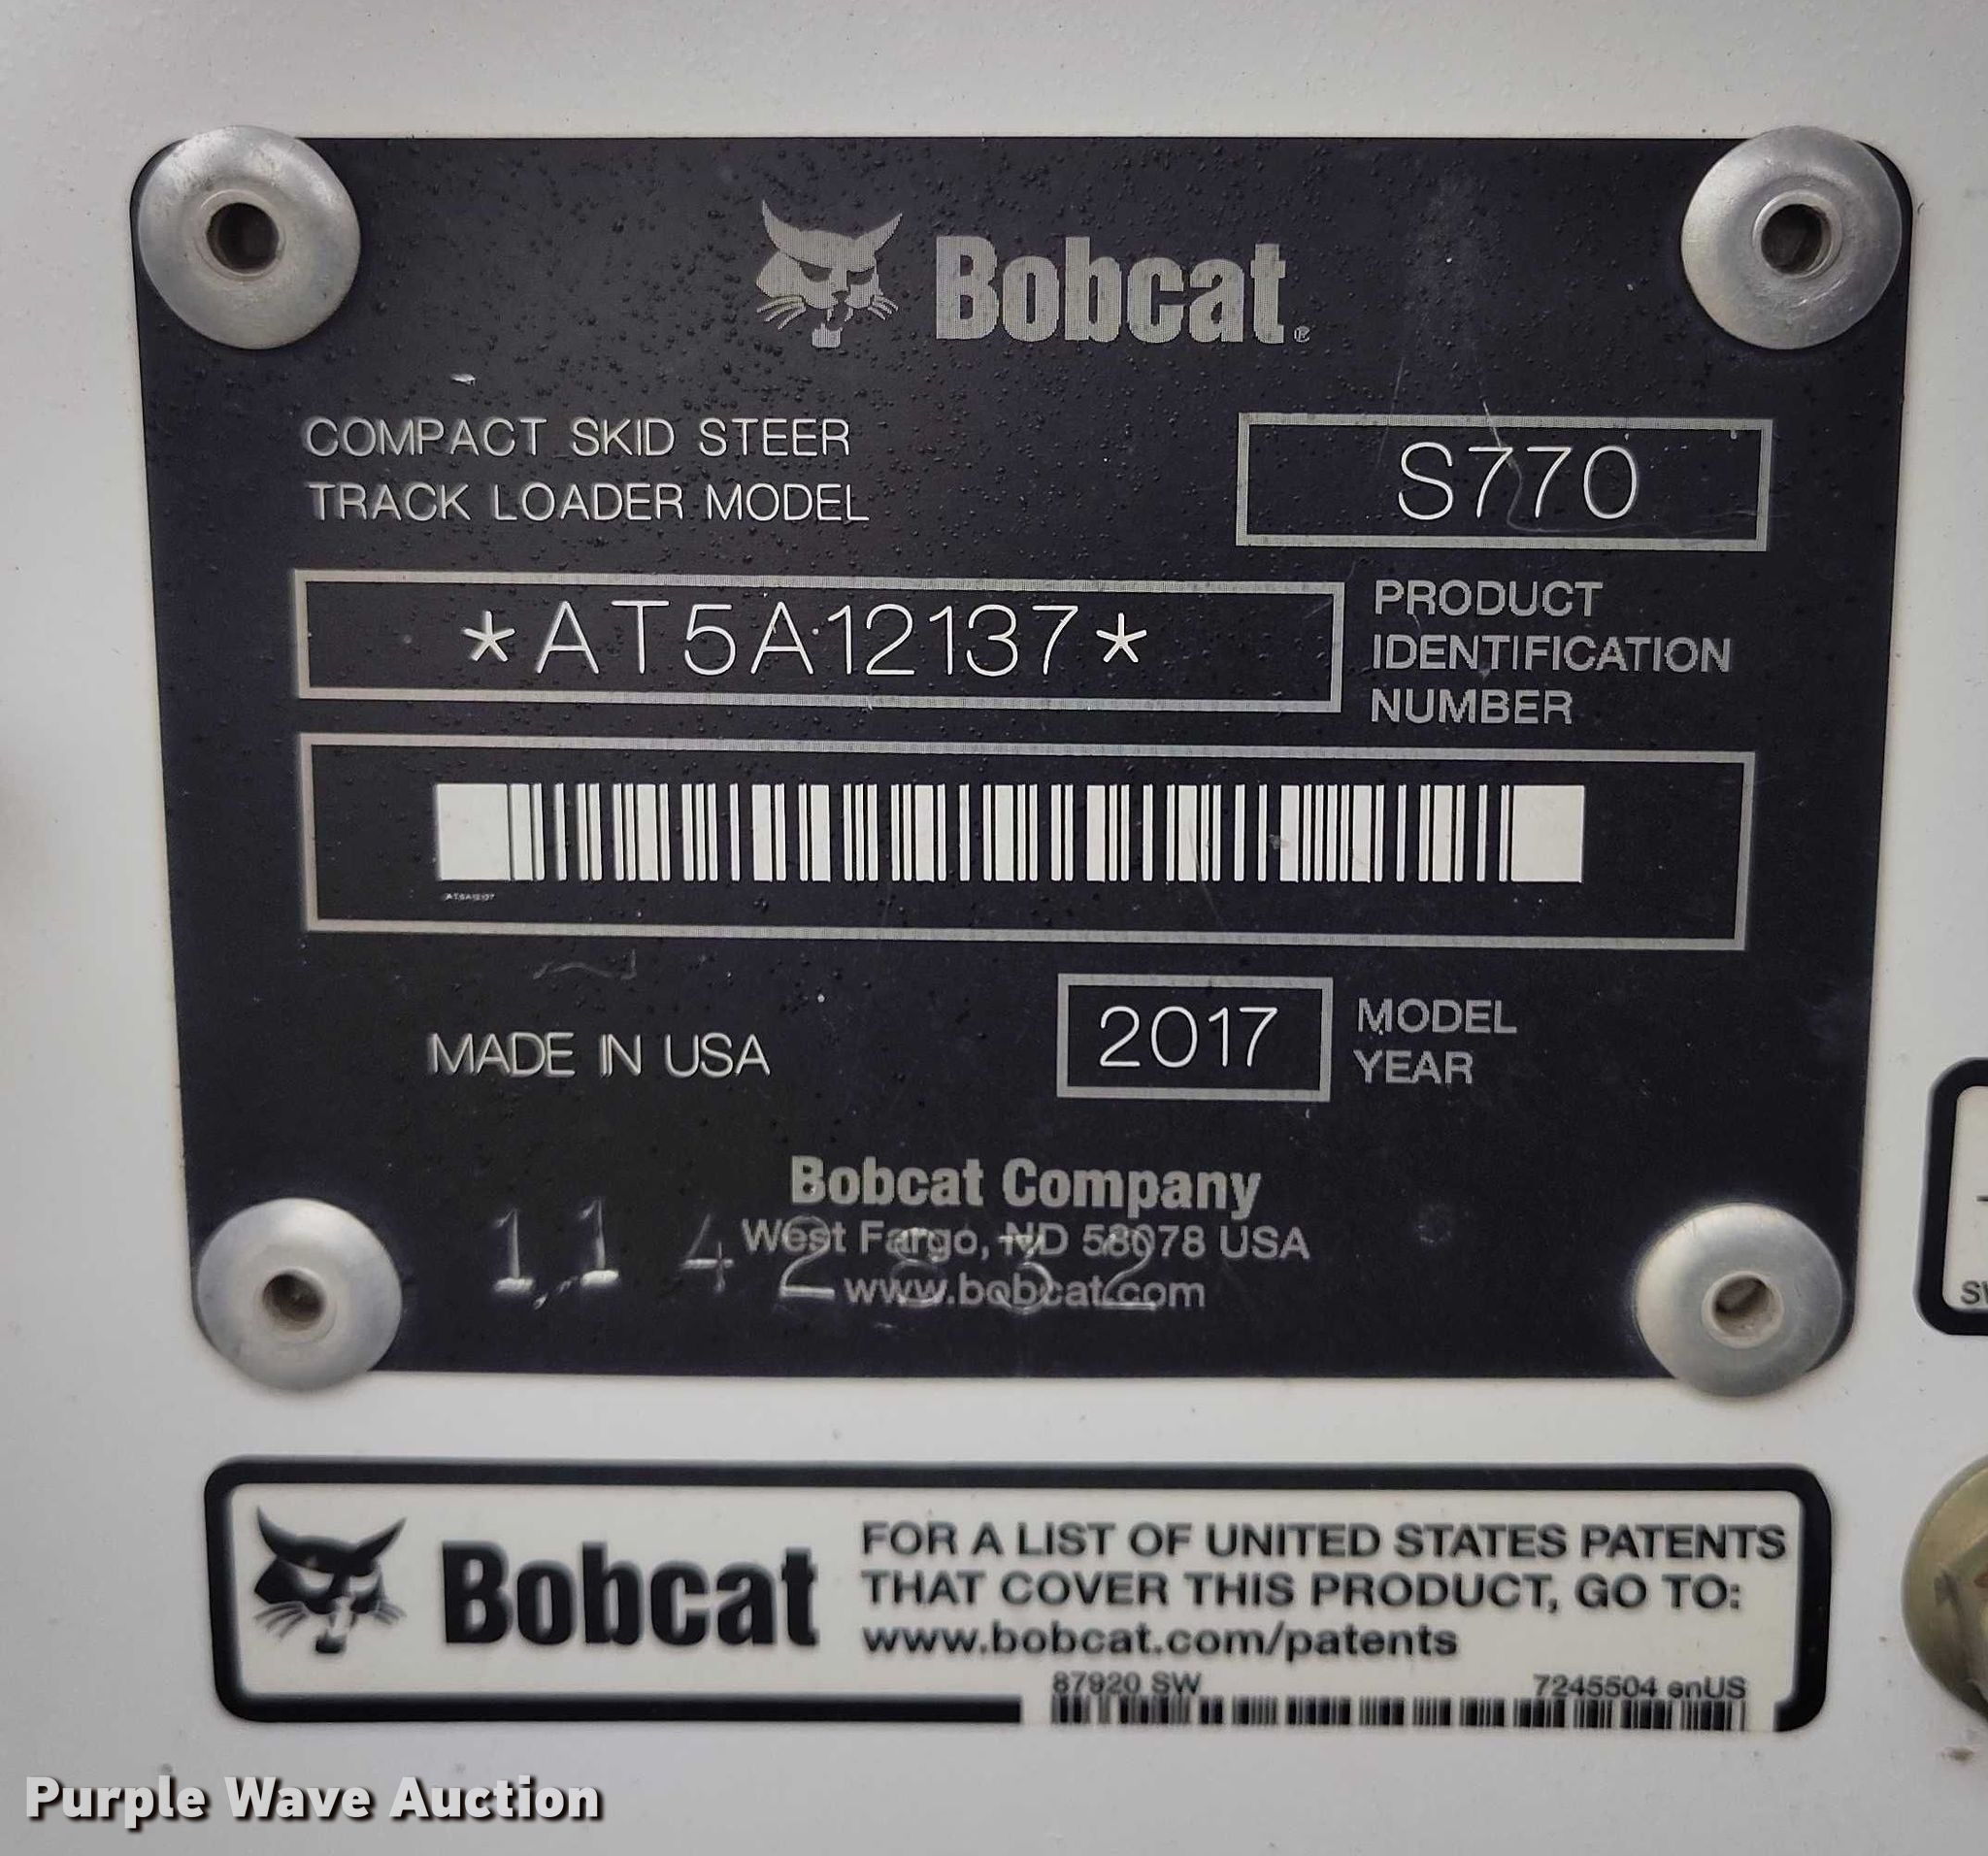 Bobcat®
COMPACT SKID STEER
TRACK LOADER MODEL
S770
*AT5A12137*
PRODUCT
IDENTIFICATION
NUMBER
AT5A12137
MADE IN USA
2017
MODEL
YEAR
Bobcat Company
West Fargo, ND 58078 USA
www.bobcat.com
Bobcat
FOR A LIST OF UNITED STATES PATENTS
THAT COVER THIS PRODUCT, GO TO:
www.bobcat.com/patents
87920 SW
7245504 enUS
Purple Wave Auction